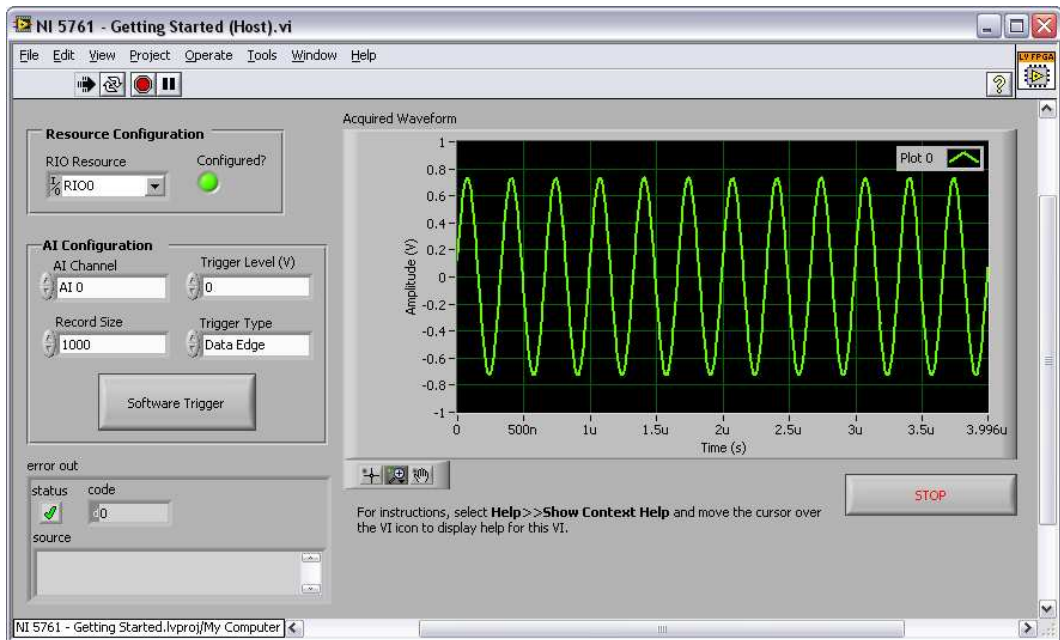 NI 5761 - Getting Started (Host).vi
File Edit View Project Operate Tools Window Help
LV FPGA
Resource Configuration
RIO Resource
Configured?
I/O RIO0
AI Configuration
AI Channel
Trigger Level (V)
AI 0
0
Record Size
Trigger Type
1000
Data Edge
Software Trigger
error out
status
code
d0
source
Acquired Waveform
Plot 0
Amplitude (V)
1
0.8
0.6
0.4
0.2
0
-0.2
-0.4
-0.6
-0.8
-1
0 500n 1u 1.5u 2u 2.5u 3u 3.5u 3.996u
Time (s)
For instructions, select Help>>Show Context Help and move the cursor over
the VI icon to display help for this VI.
STOP
NI 5761 - Getting Started.lvproj/My Computer